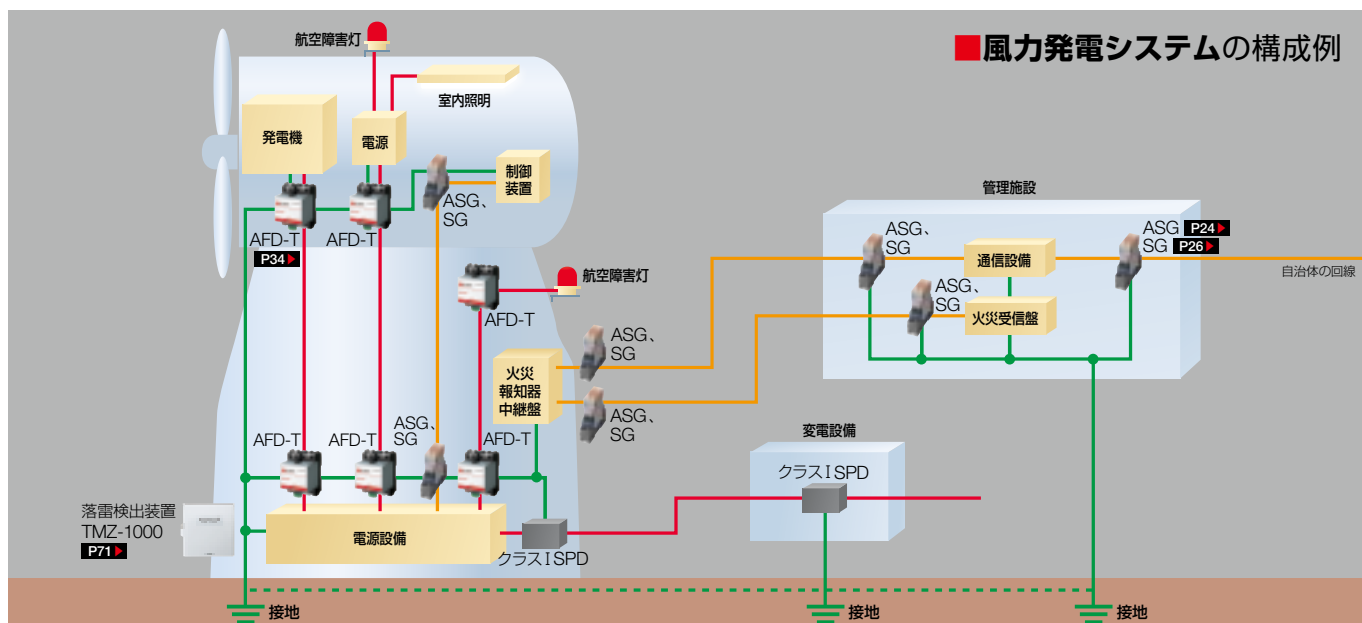 ■風力発電システムの構成例
航空障害灯
室内照明
発電機
電源
制御
装置
ASG、
SG
AFD-T
P34
AFD-T
航空障害灯
AFD-T
管理施設
ASG、
SG
通信設備
ASG P24
SG P26
自治体の回線
ASG、
SG
火災受信盤
ASG、
SG
火災
報知器
中継盤
ASG、
SG
AFD-T
AFD-T
ASG、
SG
AFD-T
変電設備
クラスⅠSPD
落雷検出装置
TMZ-1000
P71
電源設備
クラスⅠSPD
接地
接地
接地